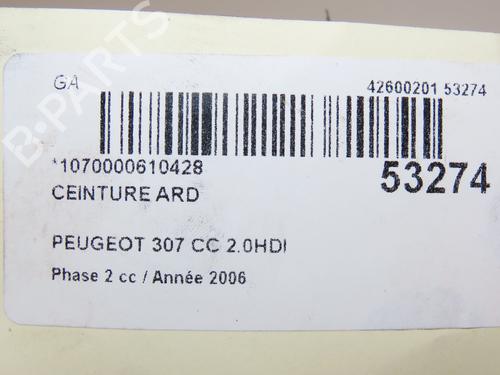 GA 42600201 53274
*1070000610428 53274
CEINTURE ARD
PEUGEOT 307 CC 2.0HDI
Phase 2 cc / Année 2006
B-PARTS